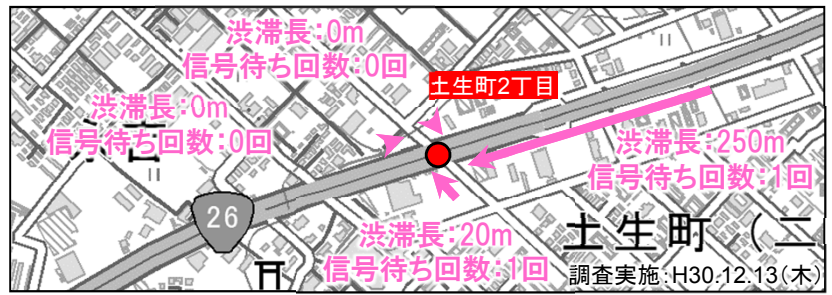 渋滞長:0m
信号待ち回数:0回
土生町2丁目
渋滞長:0m
信号待ち回数:0回
渋滞長:250m
信号待ち回数:1回
26
渋滞長:20m
信号待ち回数:1回
土生町(二
調査実施:H30.12.13(木)